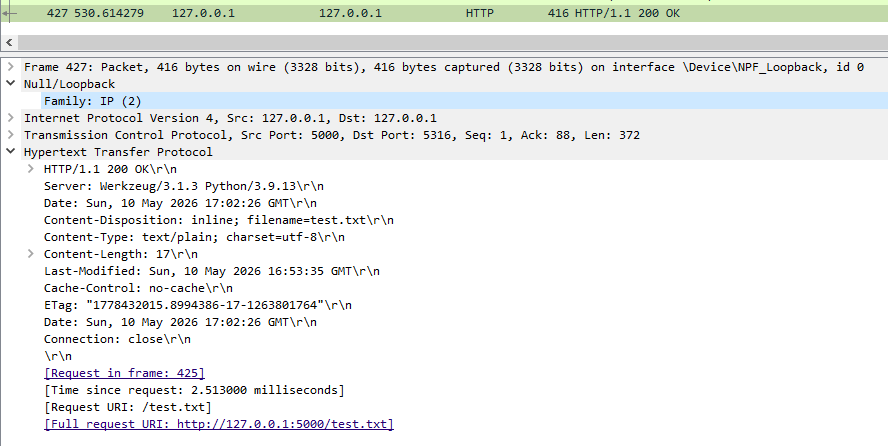 427 530.614279 127.0.0.1 127.0.0.1 HTTP 416 HTTP/1.1 200 OK
Frame 427: Packet, 416 bytes on wire (3328 bits), 416 bytes captured (3328 bits) on interface \Device\NPF_Loopback, id 0
Null/Loopback
Family: IP (2)
Internet Protocol Version 4, Src: 127.0.0.1, Dst: 127.0.0.1
Transmission Control Protocol, Src Port: 5000, Dst Port: 5316, Seq: 1, Ack: 88, Len: 372
Hypertext Transfer Protocol
HTTP/1.1 200 OK\r\n
Server: Werkzeug/3.1.3 Python/3.9.13\r\n
Date: Sun, 10 May 2026 17:02:26 GMT\r\n
Content-Disposition: inline; filename=test.txt\r\n
Content-Type: text/plain; charset=utf-8\r\n
Content-Length: 17\r\n
Last-Modified: Sun, 10 May 2026 16:53:35 GMT\r\n
Cache-Control: no-cache\r\n
ETag: "1778432015.8994386-17-1263801764"\r\n
Date: Sun, 10 May 2026 17:02:26 GMT\r\n
Connection: close\r\n
\r\n
[Request in frame: 425]
[Time since request: 2.513000 milliseconds]
[Request URI: /test.txt]
[Full request URI: http://127.0.0.1:5000/test.txt]